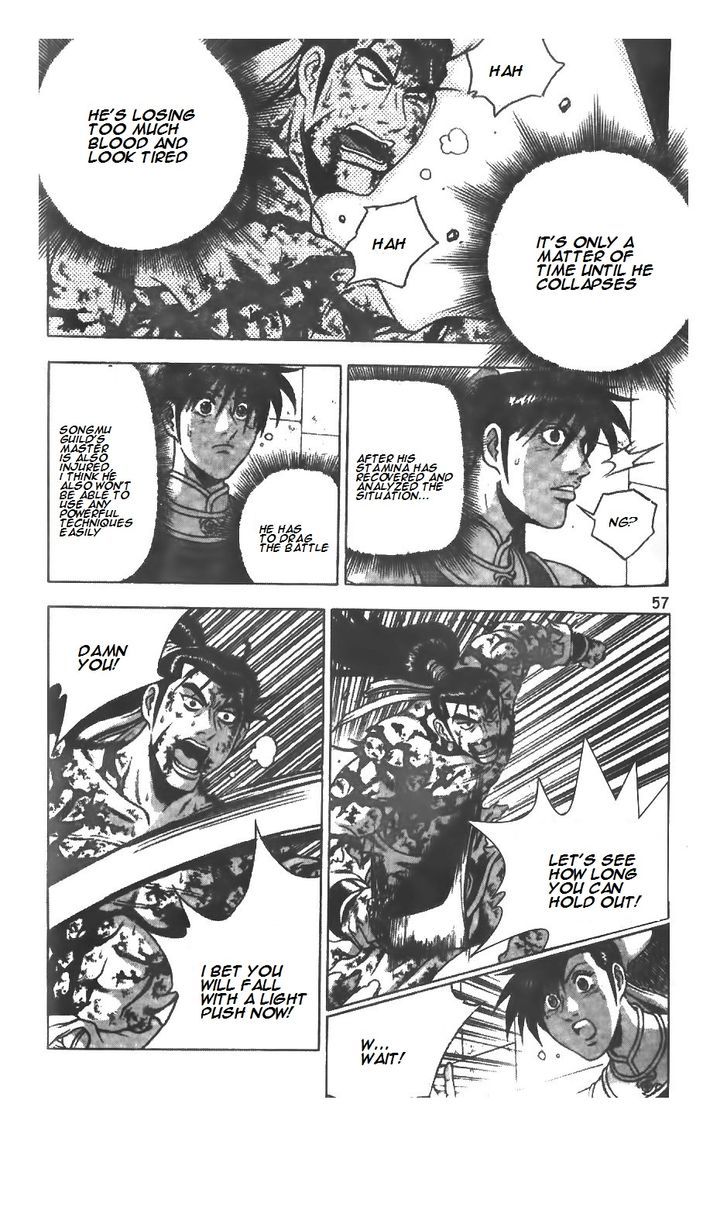 HAH
IT'S ONLY A
MATTER OF
TIME UNTIL HE
COLLAPSES
HE'S LOSING
TOO MUCH
BLOOD AND
LOOK TIRED
HAH
NG?
AFTER HIS
STAMINA HAS
RECOVERED AND
ANALYZED THE
SITUATION...
HE HAS
TO DRAG
THE BATTLE
SONGMU
GUILD'S
MASTER
IS ALSO
INJURED.
I THINK HE
ALSO WON'T
BE ABLE TO
USE ANY
POWERFUL
TECHNIQUES
EASILY
57
LET'S SEE
HOW LONG
YOU CAN
HOLD OUT!
W...
WAIT!
DAMN
YOU!
I BET YOU
WILL FALL
WITH A LIGHT
PUSH NOW!